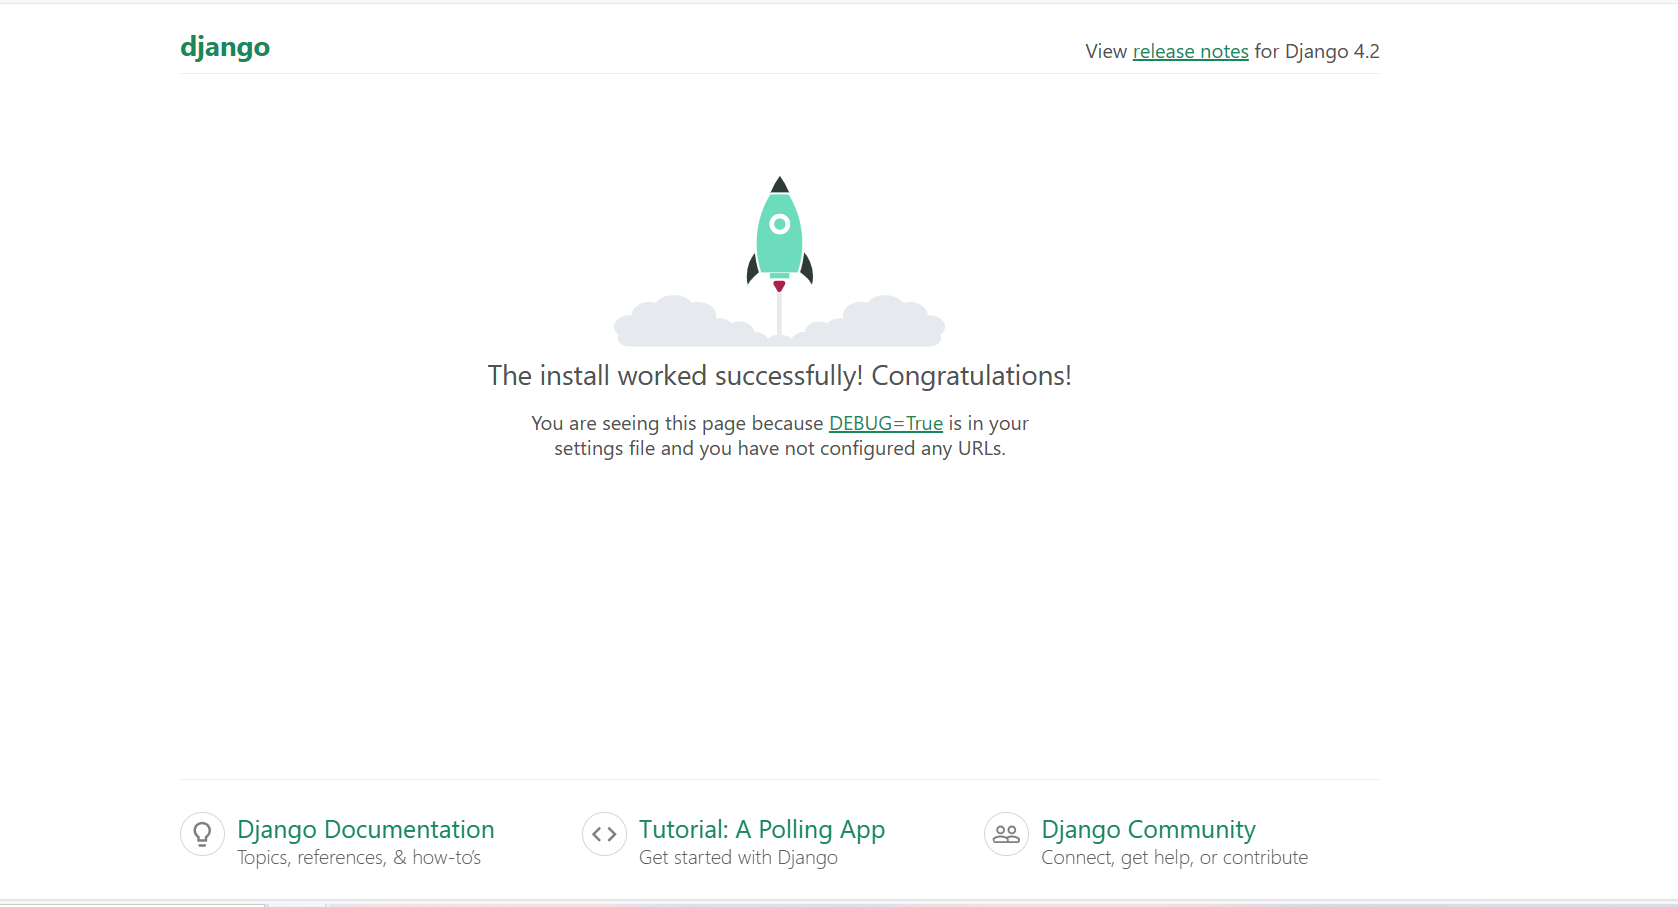 django
View release notes for Django 4.2
The install worked successfully! Congratulations!
You are seeing this page because DEBUG=True is in your
settings file and you have not configured any URLs.
Django Documentation
Topics, references, & how-to’s
Tutorial: A Polling App
Get started with Django
Django Community
Connect, get help, or contribute